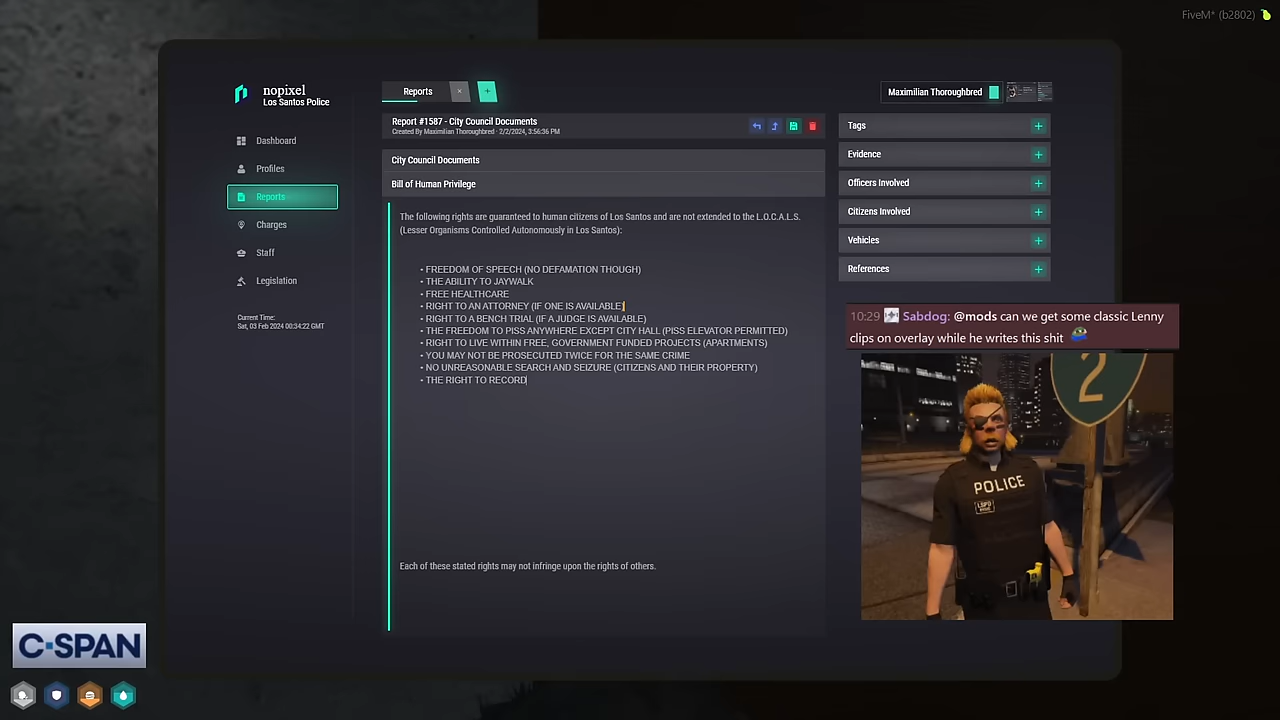 FiveM* (b2802)
nopixel
Los Santos Police
Reports
×
+
Maximilian Thoroughbred
Dashboard
Profiles
Reports
Charges
Staff
Legislation
Current Time:
Sat, 03 Feb 2024 00:34:22 GMT
Report #1587 - City Council Documents
Created By Maximilian Thoroughbred · 2/2/2024, 3:56:36 PM
City Council Documents
Bill of Human Privilege
The following rights are guaranteed to human citizens of Los Santos and are not extended to the L.O.C.A.L.S.
(Lesser Organisms Controlled Autonomously in Los Santos):
• FREEDOM OF SPEECH (NO DEFAMATION THOUGH)
• THE ABILITY TO JAYWALK
• FREE HEALTHCARE
• RIGHT TO AN ATTORNEY (IF ONE IS AVAILABLE)
• RIGHT TO A BENCH TRIAL (IF A JUDGE IS AVAILABLE)
• THE FREEDOM TO PISS ANYWHERE EXCEPT CITY HALL (PISS ELEVATOR PERMITTED)
• RIGHT TO LIVE WITHIN FREE, GOVERNMENT FUNDED PROJECTS (APARTMENTS)
• YOU MAY NOT BE PROSECUTED TWICE FOR THE SAME CRIME
• NO UNREASONABLE SEARCH AND SEIZURE (CITIZENS AND THEIR PROPERTY)
• THE RIGHT TO RECORD
Each of these stated rights may not infringe upon the rights of others.
Tags +
Evidence +
Officers Involved +
Citizens Involved +
Vehicles +
References +
10:29 Sabdog: @mods can we get some classic Lenny
clips on overlay while he writes this shit
2
POLICE
LSPD
C-SPAN